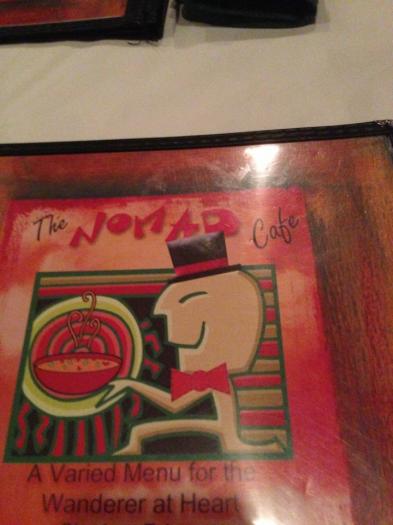 The NOMAD Cafe
A Varied Menu for the
Wanderer at Heart